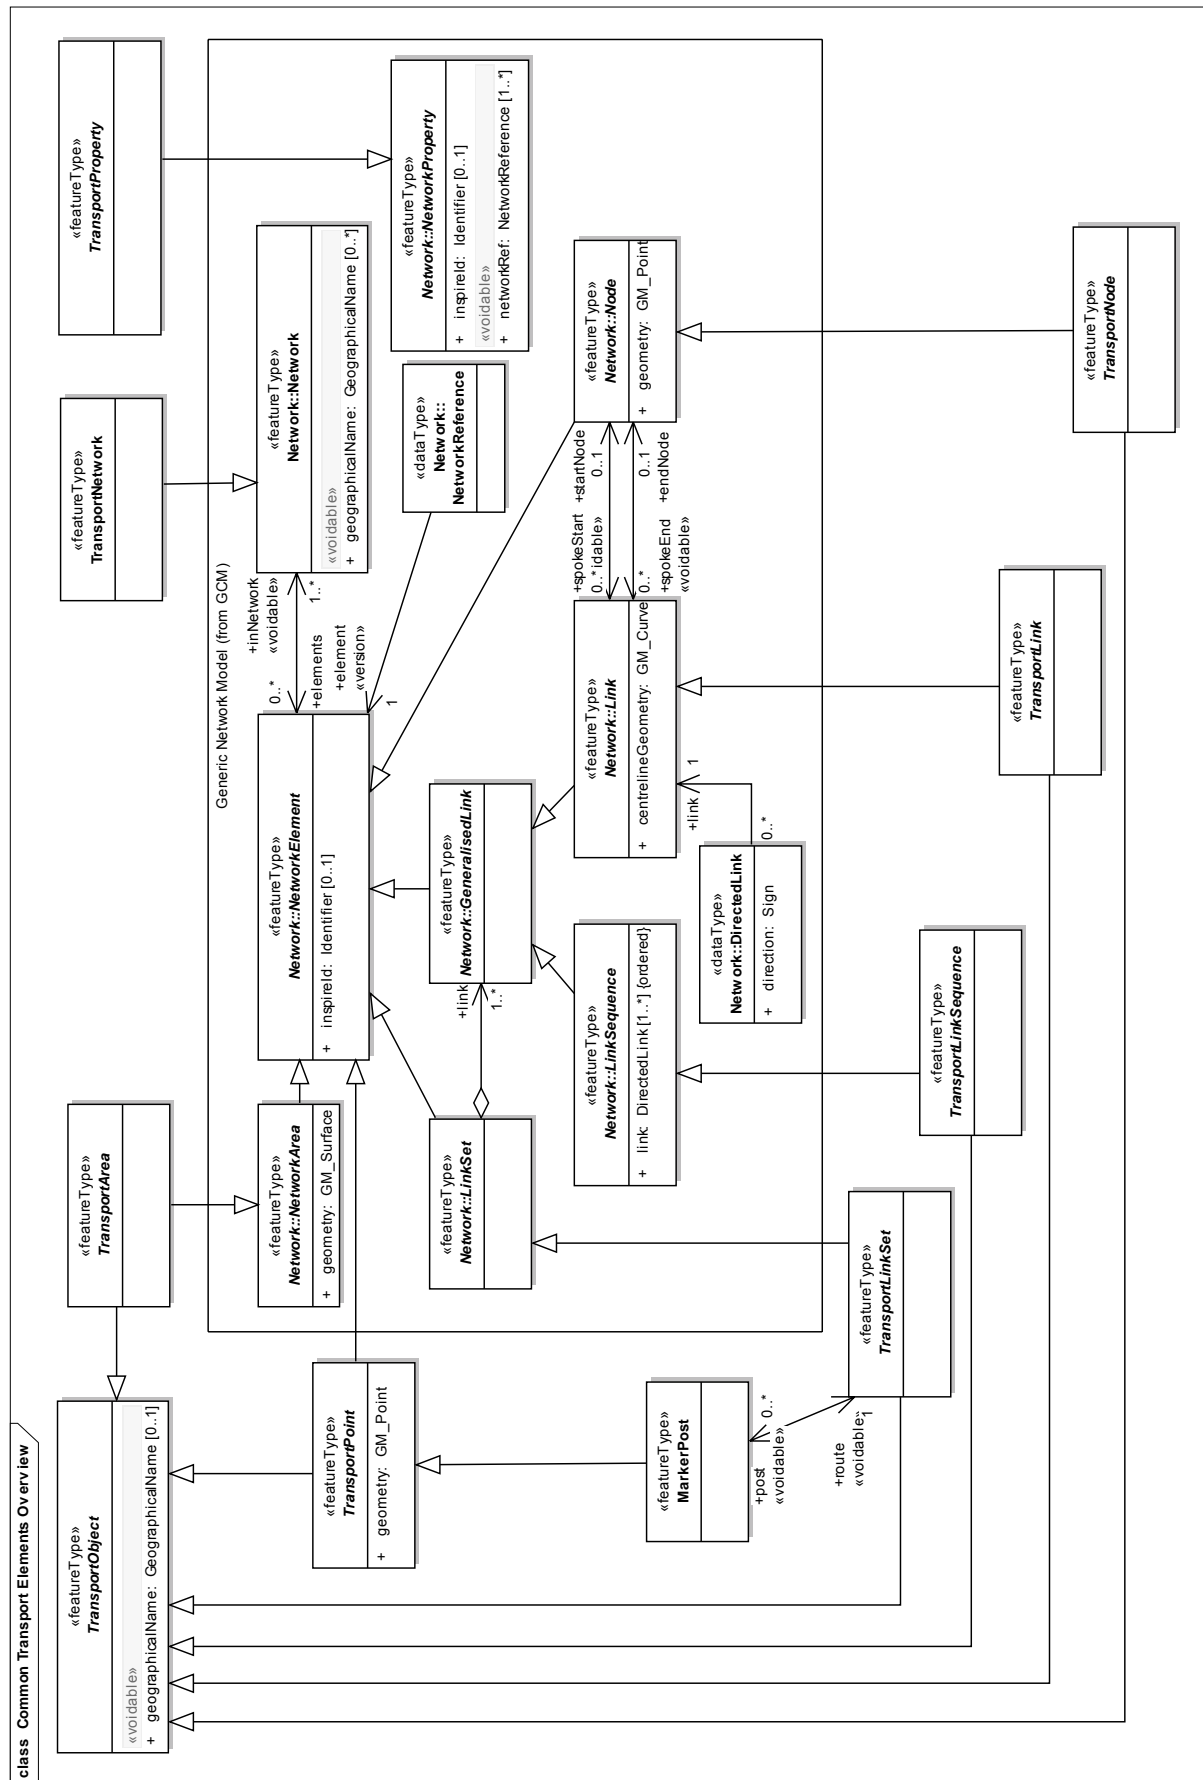 class Common Transport Elements Overview
«featureType»
TransportObject
«voidable»
+ geographicalName: GeographicalName [0..1]
«featureType»
TransportArea
«featureType»
TransportNetwork
«featureType»
TransportProperty
Generic Network Model (from GCM)
«featureType»
Network::NetworkArea
+ geometry: GM_Surface
«featureType»
Network::NetworkElement
+ inspireId: Identifier [0..1]
0..*
+elements
+inNetwork
«voidable»
1..*
+element
«version»
1
«featureType»
Network::Network
«voidable»
+ geographicalName: GeographicalName [0..*]
«featureType»
Network::NetworkProperty
+ inspireId: Identifier [0..1]
«voidable»
+ networkRef: NetworkReference [1..*]
«dataType»
Network::
NetworkReference
«featureType»
TransportPoint
+ geometry: GM_Point
«featureType»
Network::LinkSet
+link
1..*
«featureType»
Network::GeneralisedLink
«featureType»
Network::LinkSequence
+ link: DirectedLink [1..*] {ordered}
«featureType»
Network::Link
+ centrelineGeometry: GM_Curve
+spokeStart
0..*
idable»
+startNode
0..1
0..*
+spokeEnd
«voidable»
0..1
+endNode
«featureType»
Network::Node
+ geometry: GM_Point
«featureType»
MarkerPost
+post
«voidable»
0..*
+route
«voidable»
1
+link
1
0..*
«dataType»
Network::DirectedLink
+ direction: Sign
«featureType»
TransportLinkSet
«featureType»
TransportLinkSequence
«featureType»
TransportLink
«featureType»
TransportNode